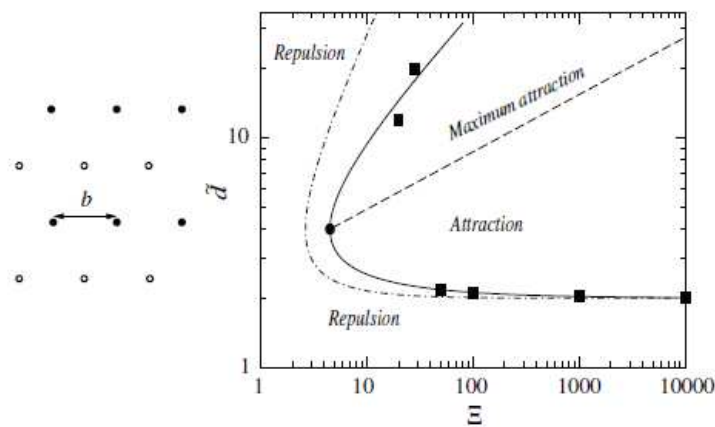 b
Repulsion
Maximum attraction
Attraction
Repulsion
d̃
10
1
1
10
100
1000
10000
Ξ